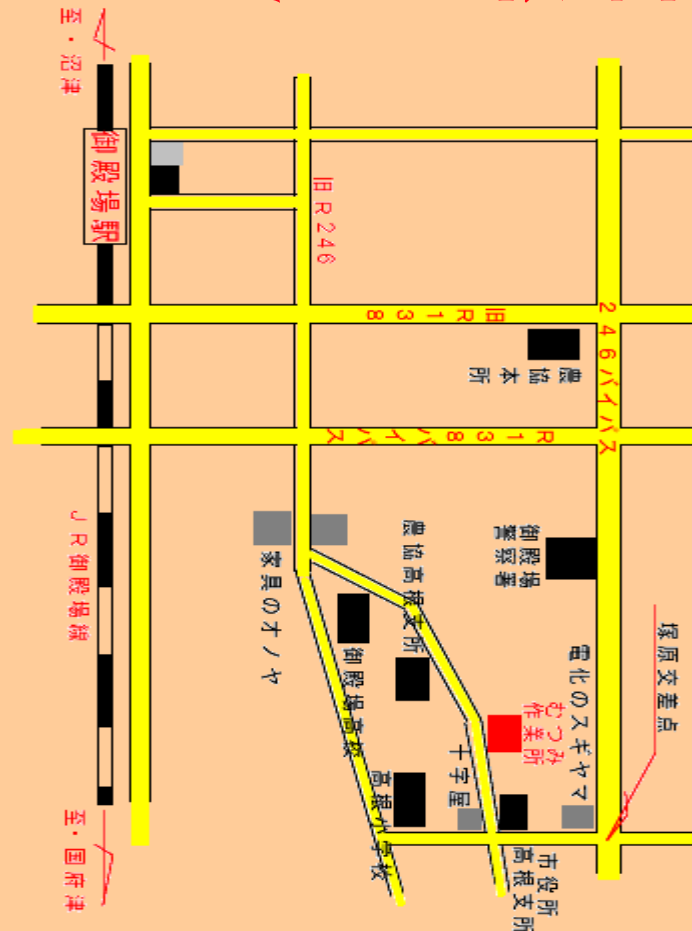 至・沼津
御殿場駅
旧R246
旧R138
246バイパス
農協本所
R138バイパス
JR御殿場線
家具のオノヤ
農協高根支所
御殿場
警察署
塚原交差点
御殿場高校
電化のスギヤマ
むつみ
作業所
十字屋
高根小学校
市役所
高根支所
至・国府津